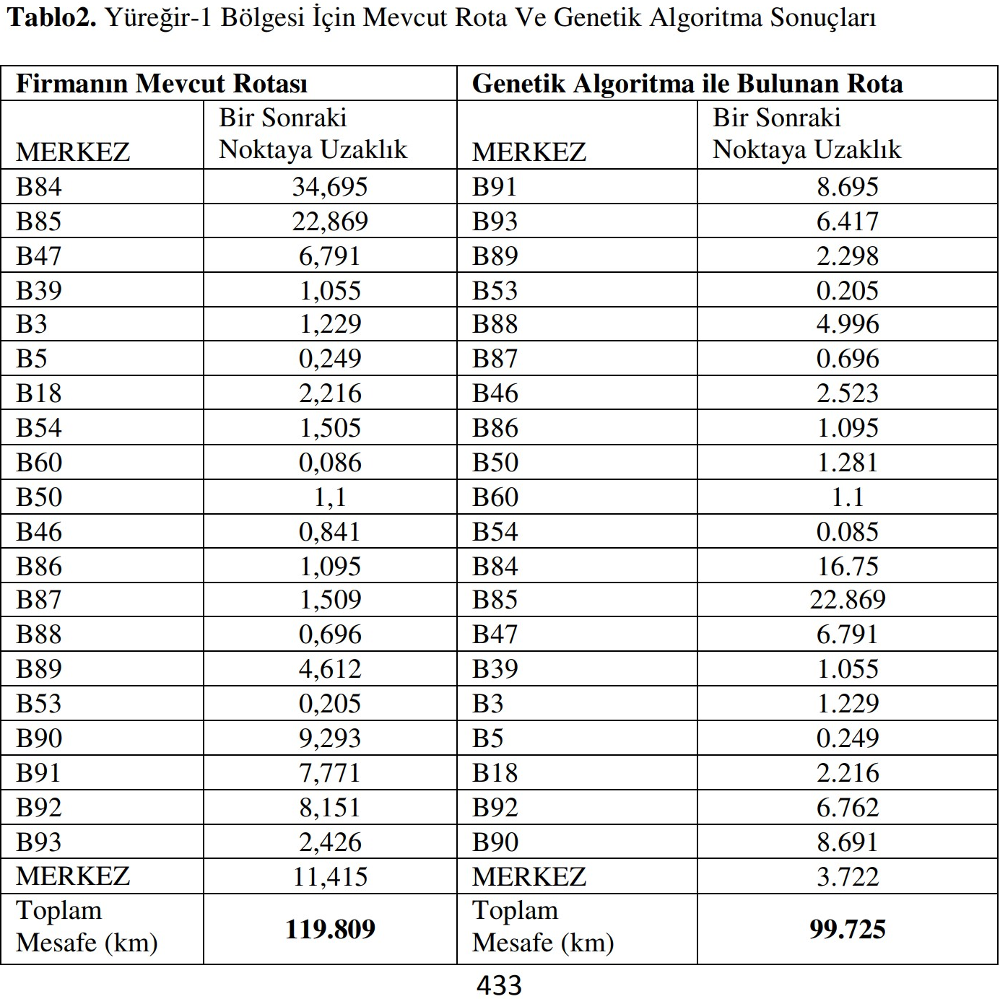 Tablo2. Yüreğir-1 Bölgesi İçin Mevcut Rota Ve Genetik Algoritma Sonuçları
Firmanın Mevcut Rotası Genetik Algoritma ile Bulunan Rota
MERKEZ Bir Sonraki Noktaya Uzaklık MERKEZ Bir Sonraki Noktaya Uzaklık
B84 34,695 B91 8.695
B85 22,869 B93 6.417
B47 6,791 B89 2.298
B39 1,055 B53 0.205
B3 1,229 B88 4.996
B5 0,249 B87 0.696
B18 2,216 B46 2.523
B54 1,505 B86 1.095
B60 0,086 B50 1.281
B50 1,1 B60 1.1
B46 0,841 B54 0.085
B86 1,095 B84 16.75
B87 1,509 B85 22.869
B88 0,696 B47 6.791
B89 4,612 B39 1.055
B53 0,205 B3 1.229
B90 9,293 B5 0.249
B91 7,771 B18 2.216
B92 8,151 B92 6.762
B93 2,426 B90 8.691
MERKEZ 11,415 MERKEZ 3.722
Toplam Mesafe (km) 119.809 Toplam Mesafe (km) 99.725
433